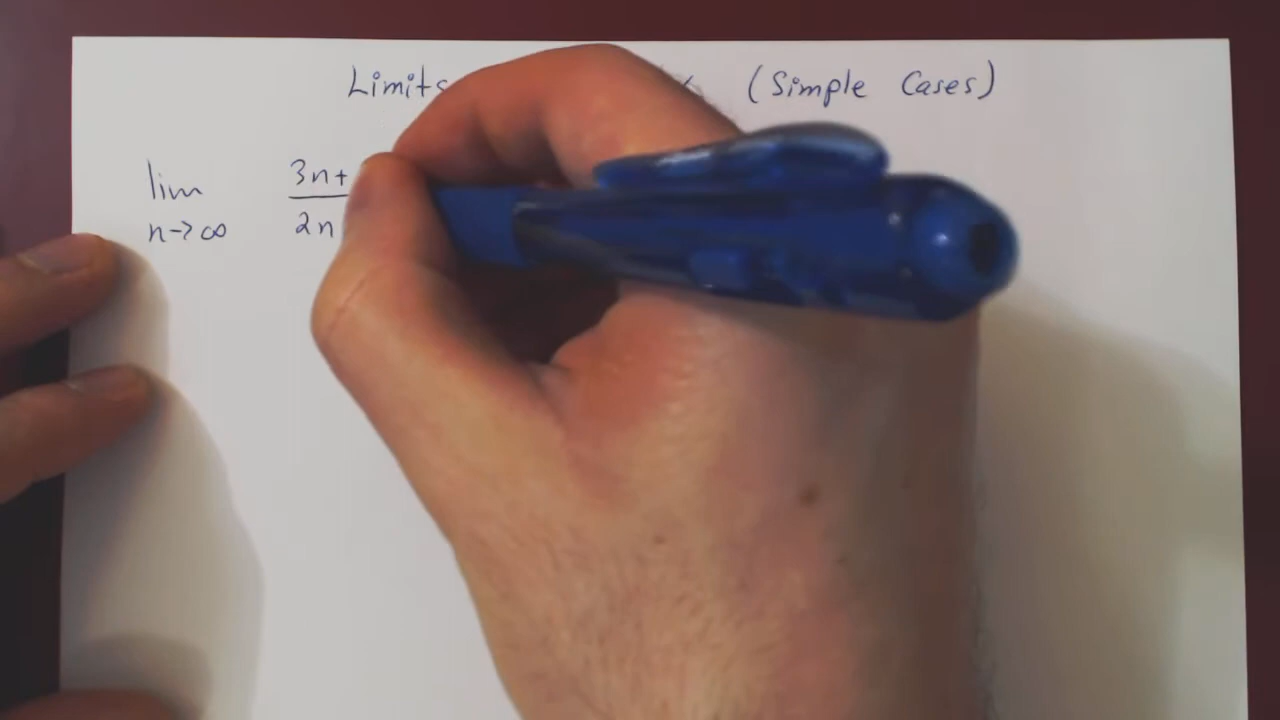 Limits (Simple Cases)
lim 3n+
n→∞ 2n